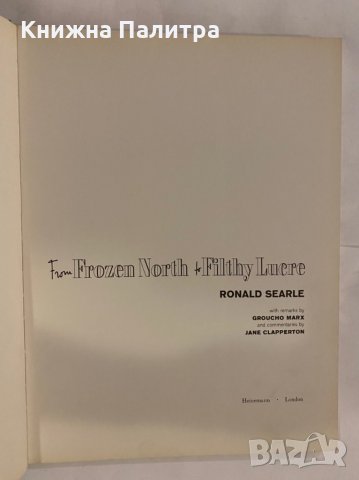 Книжна Палитра
From Frozen North to Filthy Lucre
RONALD SEARLE
with remarks by
GROUCHO MARX
and commentaries by
JANE CLAPPERTON
Heinemann · London
bazar